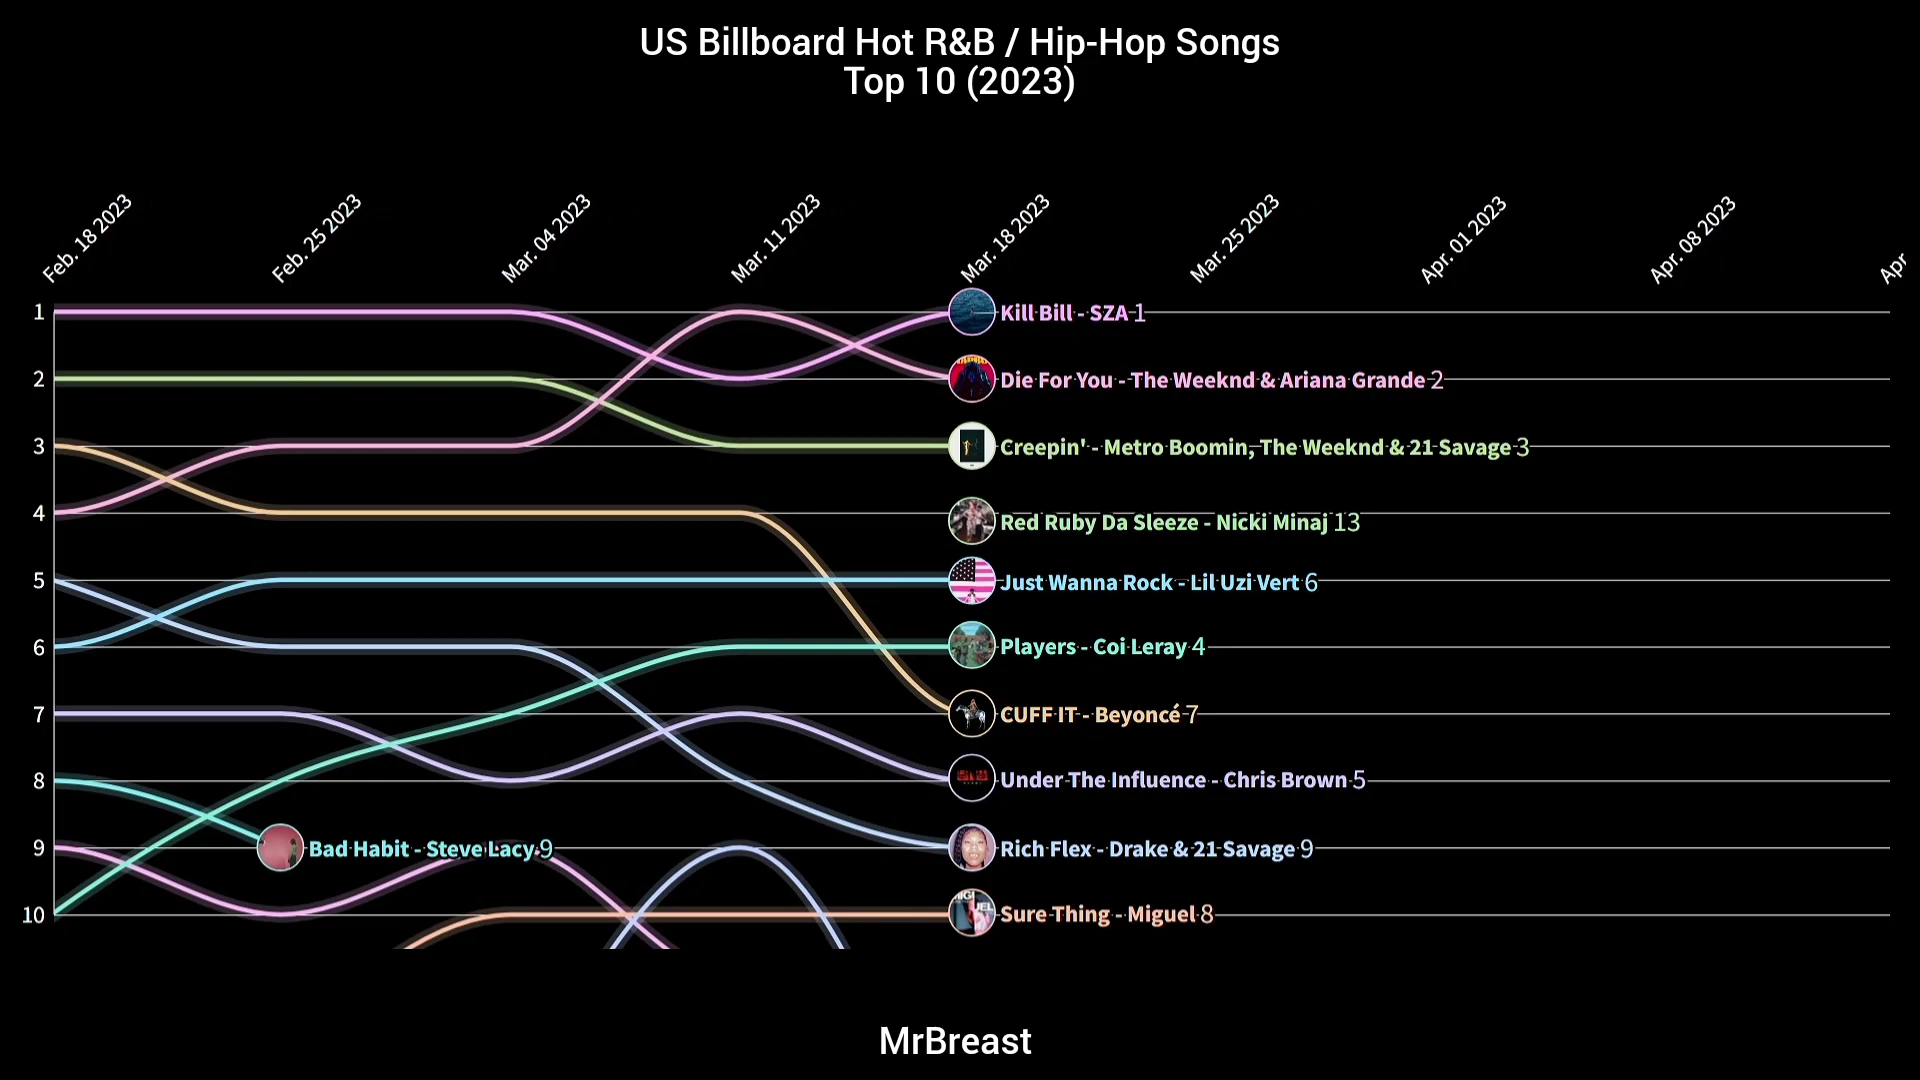 US Billboard Hot R&B / Hip-Hop Songs
Top 10 (2023)
Feb. 18 2023
Feb. 25 2023
Mar. 04 2023
Mar. 11 2023
Mar. 18 2023
Mar. 25 2023
Apr. 01 2023
Apr. 08 2023
Apr
1
Kill Bill - SZA 1
2
Die For You - The Weeknd & Ariana Grande 2
3
Creepin' - Metro Boomin, The Weeknd & 21 Savage 3
4
Red Ruby Da Sleeze - Nicki Minaj 13
5
Just Wanna Rock - Lil Uzi Vert 6
6
Players - Coi Leray 4
7
CUFF IT - Beyoncé 7
8
Under The Influence - Chris Brown 5
9
Bad Habit - Steve Lacy 9
Rich Flex - Drake & 21 Savage 9
10
Sure Thing - Miguel 8
MrBreast